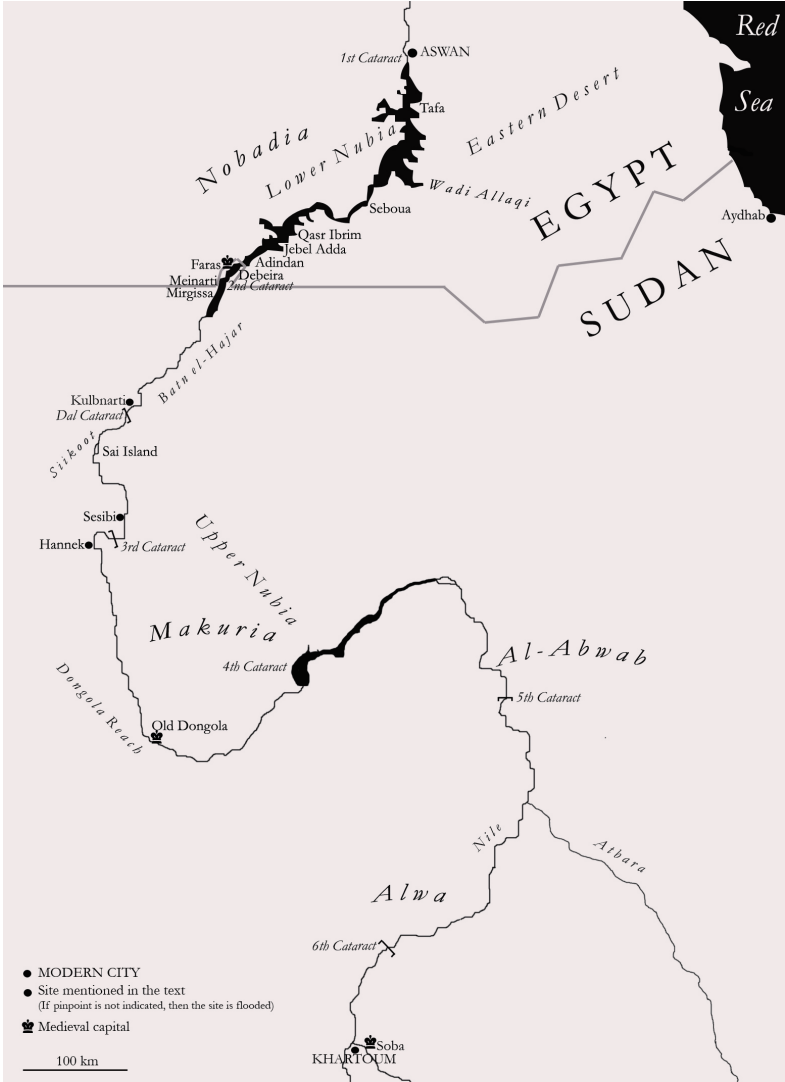 Red
Sea
1st Cataract
ASWAN
Tafa
Eastern Desert
Nobadia
Lower Nubia
Wadi Allaqi
EGYPT
Seboua
Aydhab
Qasr Ibrim
Jebel Adda
SUDAN
Faras
Adindan
Debeira
Meinarti
2nd Cataract
Mirgissa
Batn el-Hajar
Kulbnarti
Dal Cataract
Siikoot
Sai Island
Sesibi
Hannek
3rd Cataract
Upper Nubia
Makuria
4th Cataract
Al-Abwab
5th Cataract
Dongola Reach
Old Dongola
Nile
Atbara
Alwa
6th Cataract
MODERN CITY
Site mentioned in the text
(If pinpoint is not indicated, then the site is flooded)
Medieval capital
100 km
Soba
KHARTOUM